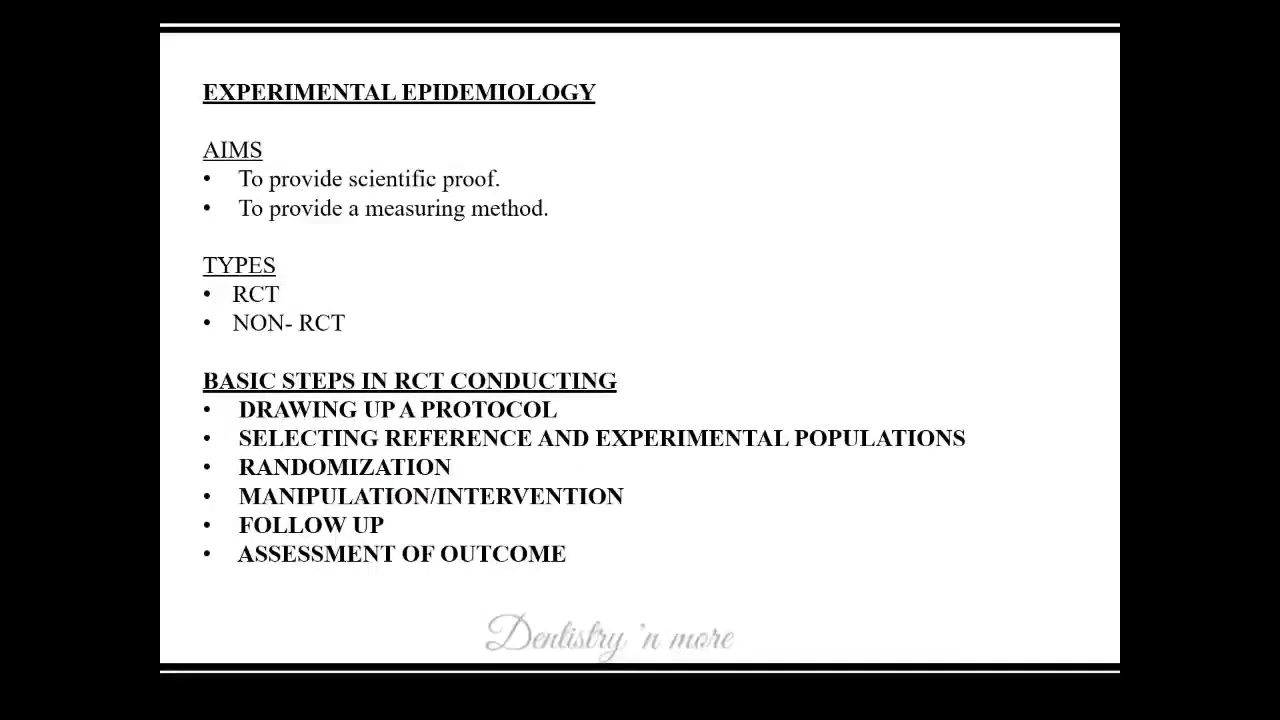 EXPERIMENTAL EPIDEMIOLOGY
AIMS
• To provide scientific proof.
• To provide a measuring method.
TYPES
• RCT
• NON- RCT
BASIC STEPS IN RCT CONDUCTING
• DRAWING UP A PROTOCOL
• SELECTING REFERENCE AND EXPERIMENTAL POPULATIONS
• RANDOMIZATION
• MANIPULATION/INTERVENTION
• FOLLOW UP
• ASSESSMENT OF OUTCOME
Dentistry 'n more